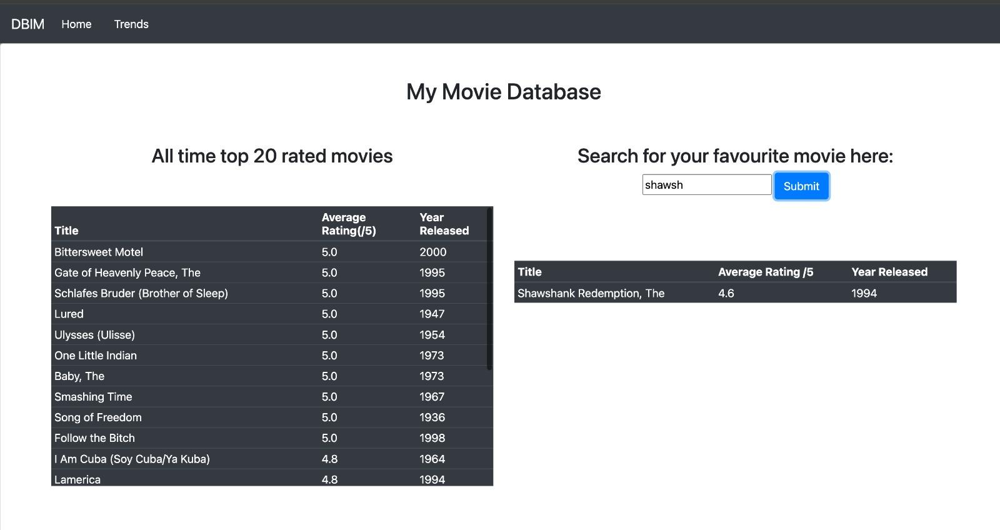 DBIM Home Trends
My Movie Database
All time top 20 rated movies
Title Average Rating(/5) Year Released
Bittersweet Motel 5.0 2000
Gate of Heavenly Peace, The 5.0 1995
Schlafes Bruder (Brother of Sleep) 5.0 1995
Lured 5.0 1947
Ulysses (Ulisse) 5.0 1954
One Little Indian 5.0 1973
Baby, The 5.0 1973
Smashing Time 5.0 1967
Song of Freedom 5.0 1936
Follow the Bitch 5.0 1998
I Am Cuba (Soy Cuba/Ya Kuba) 4.8 1964
Lamerica 4.8 1994
Search for your favourite movie here:
shawsh Submit
Title Average Rating /5 Year Released
Shawshank Redemption, The 4.6 1994